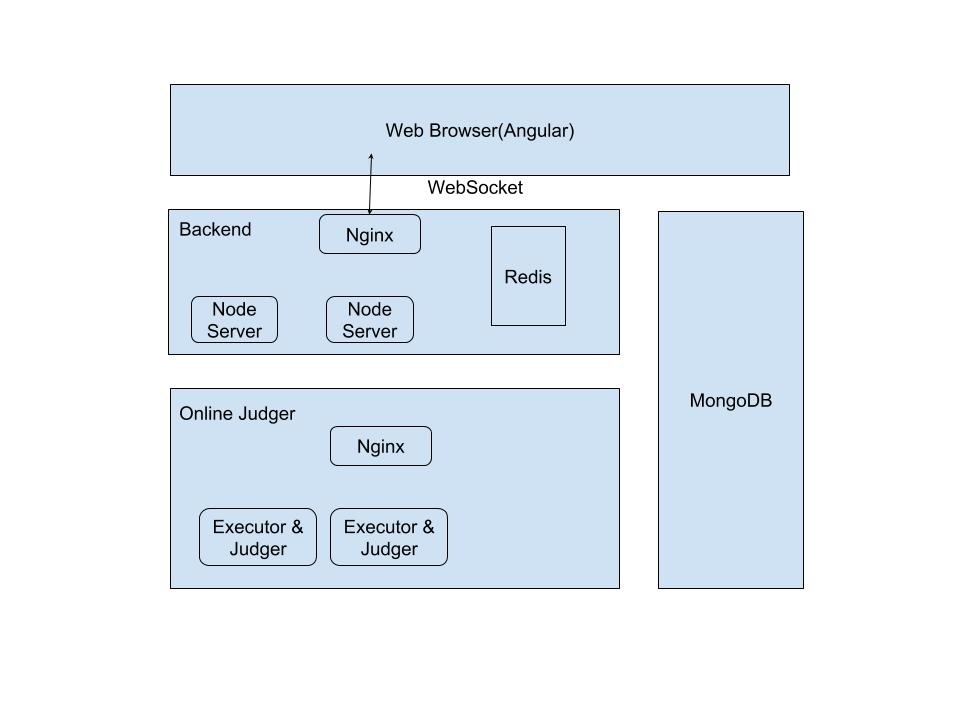 Web Browser(Angular)
WebSocket
Backend
Nginx
Redis
Node
Server
Node
Server
MongoDB
Online Judger
Nginx
Executor &
Judger
Executor &
Judger